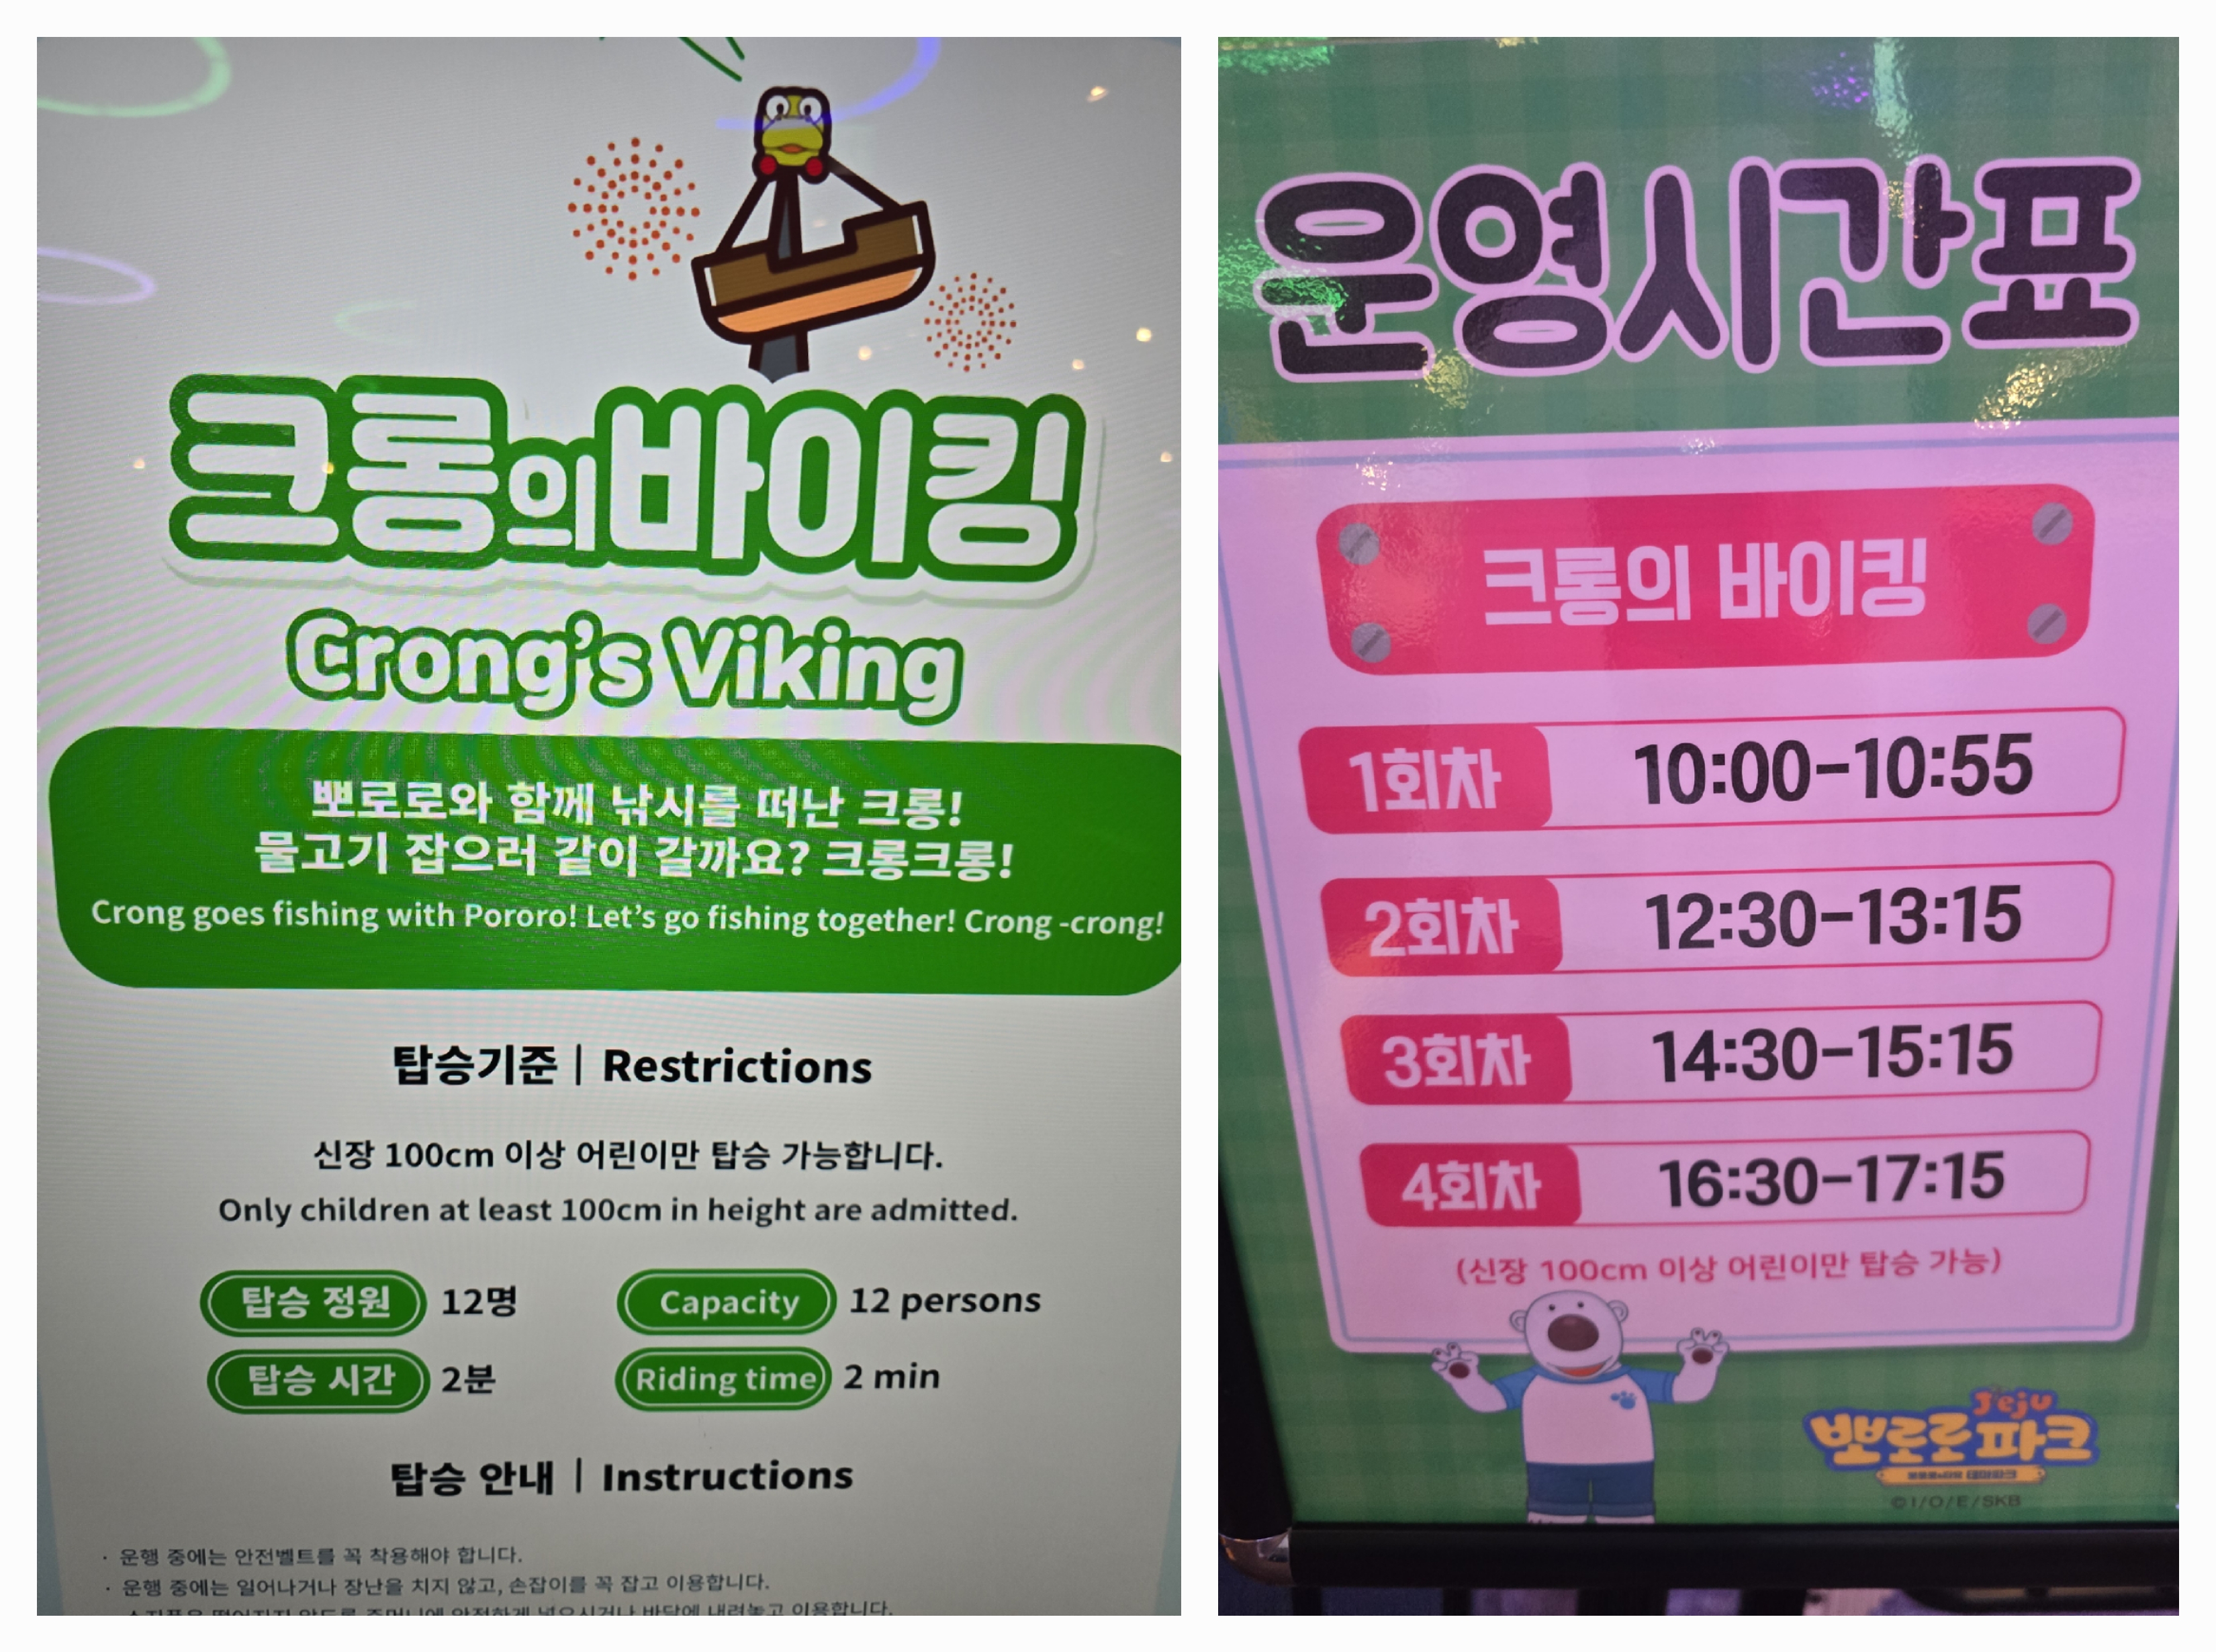 크롱의바이킹
Crong's Viking
뽀로로와 함께 낚시를 떠난 크롱!
물고기 잡으러 같이 갈까요? 크롱크롱!
Crong goes fishing with Pororo! Let's go fishing together! Crong -crong!
탑승기준 | Restrictions
신장 100cm 이상 어린이만 탑승 가능합니다.
Only children at least 100cm in height are admitted.
탑승 정원 12명 Capacity 12 persons
탑승 시간 2분 Riding time 2 min
탑승 안내 | Instructions
· 운행 중에는 안전벨트를 꼭 착용해야 합니다.
· 운행 중에는 일어나거나 장난을 치지 않고, 손잡이를 꼭 잡고 이용합니다.
운영시간표
크롱의 바이킹
1회차 10:00-10:55
2회차 12:30-13:15
3회차 14:30-15:15
4회차 16:30-17:15
(신장 100cm 이상 어린이만 탑승 가능)
Jeju
뽀로로파크
©I/O/E/SKB